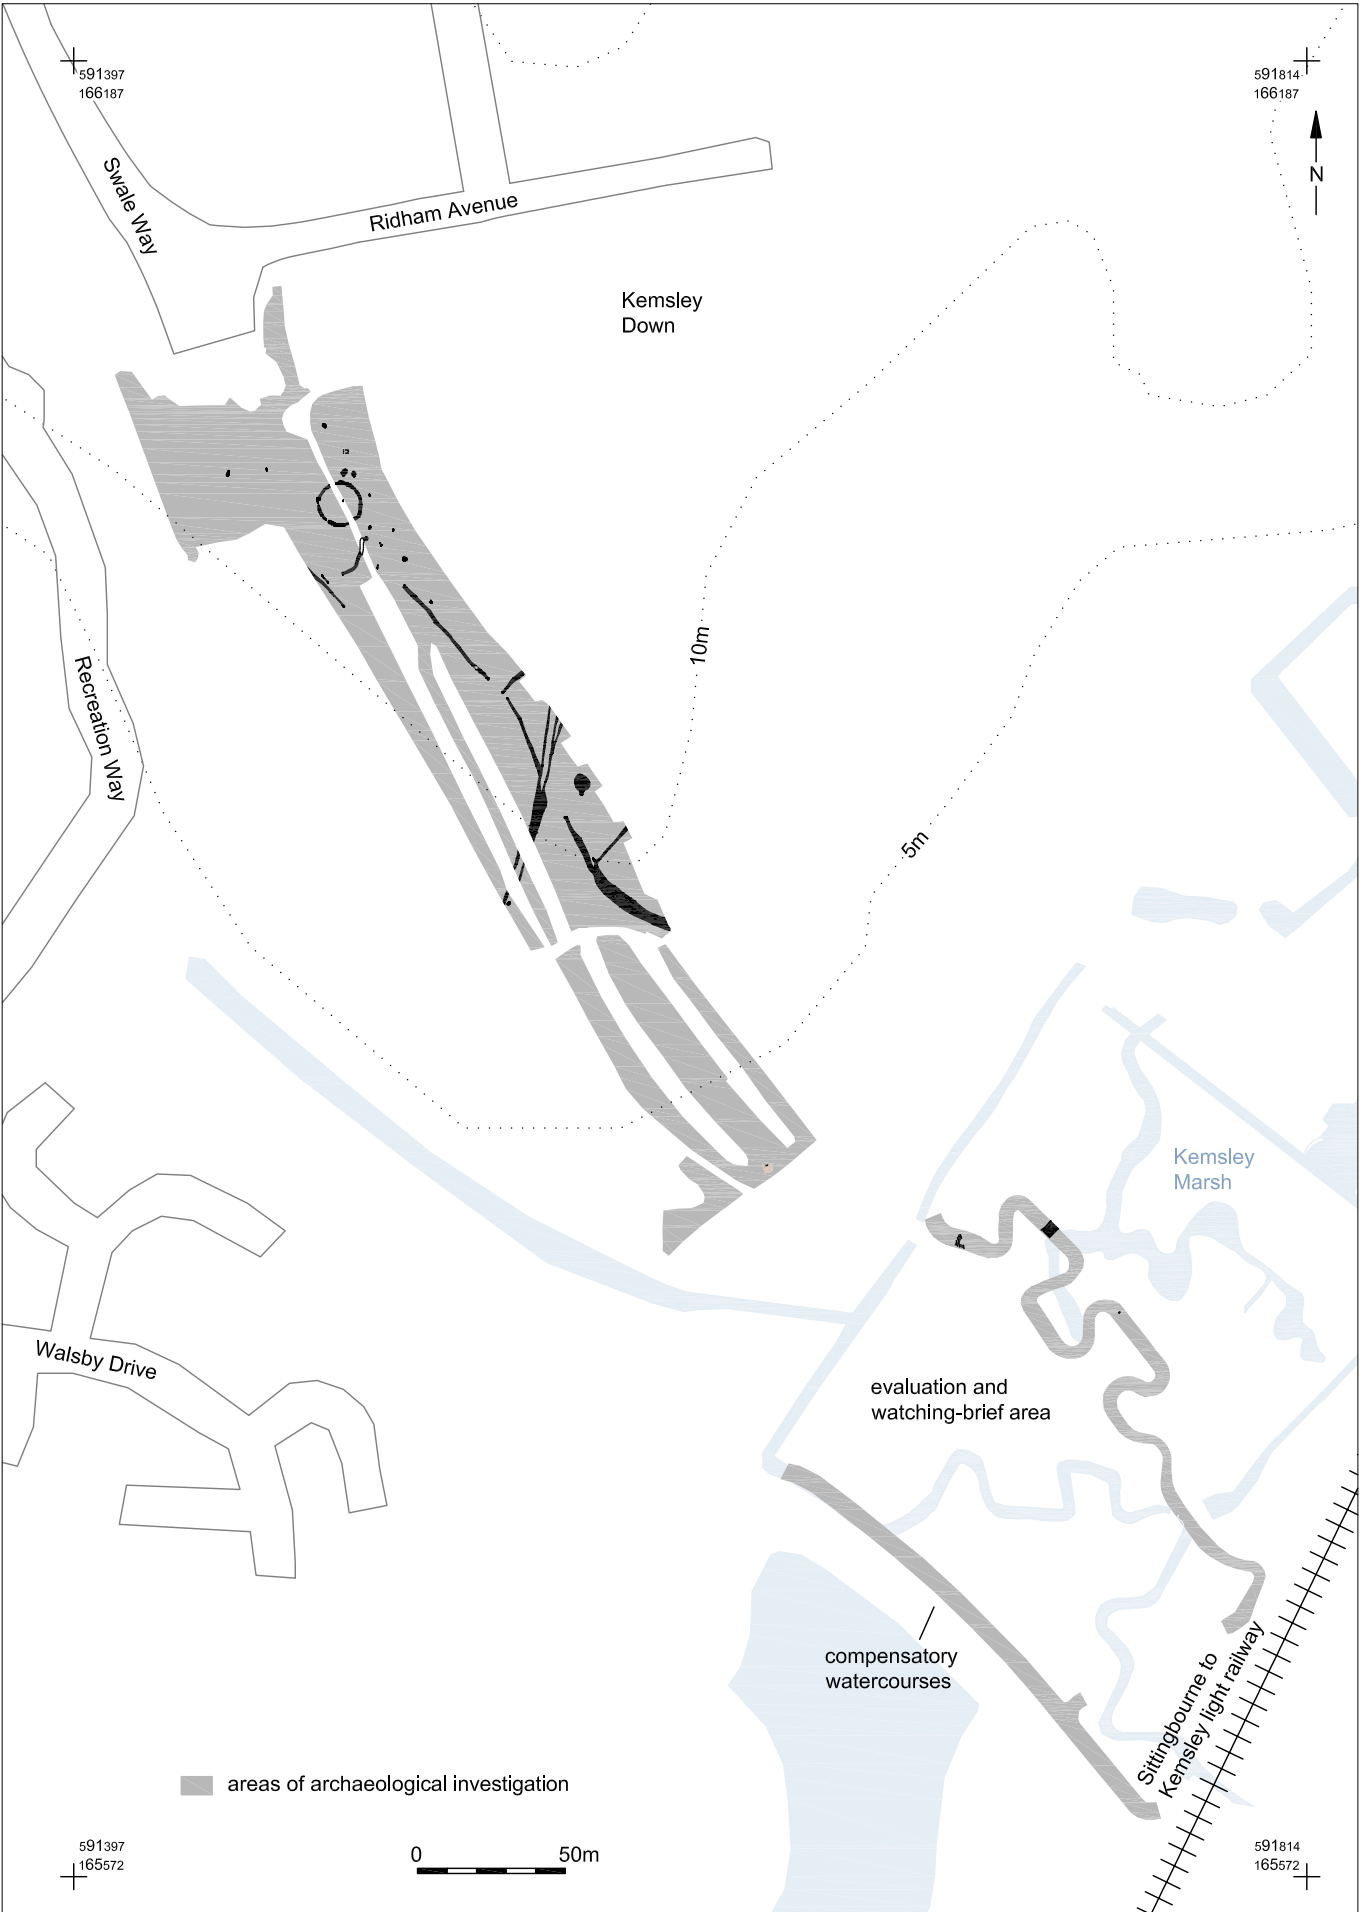 591397
166187
591814
166187
N
Swale Way
Ridham Avenue
Kemsley
Down
10m
Recreation Way
5m
Kemsley
Marsh
Walsby Drive
evaluation and
watching-brief area
compensatory
watercourses
Sittingbourne to
Kemsley light railway
areas of archaeological investigation
0 50m
591397
165572
591814
165572